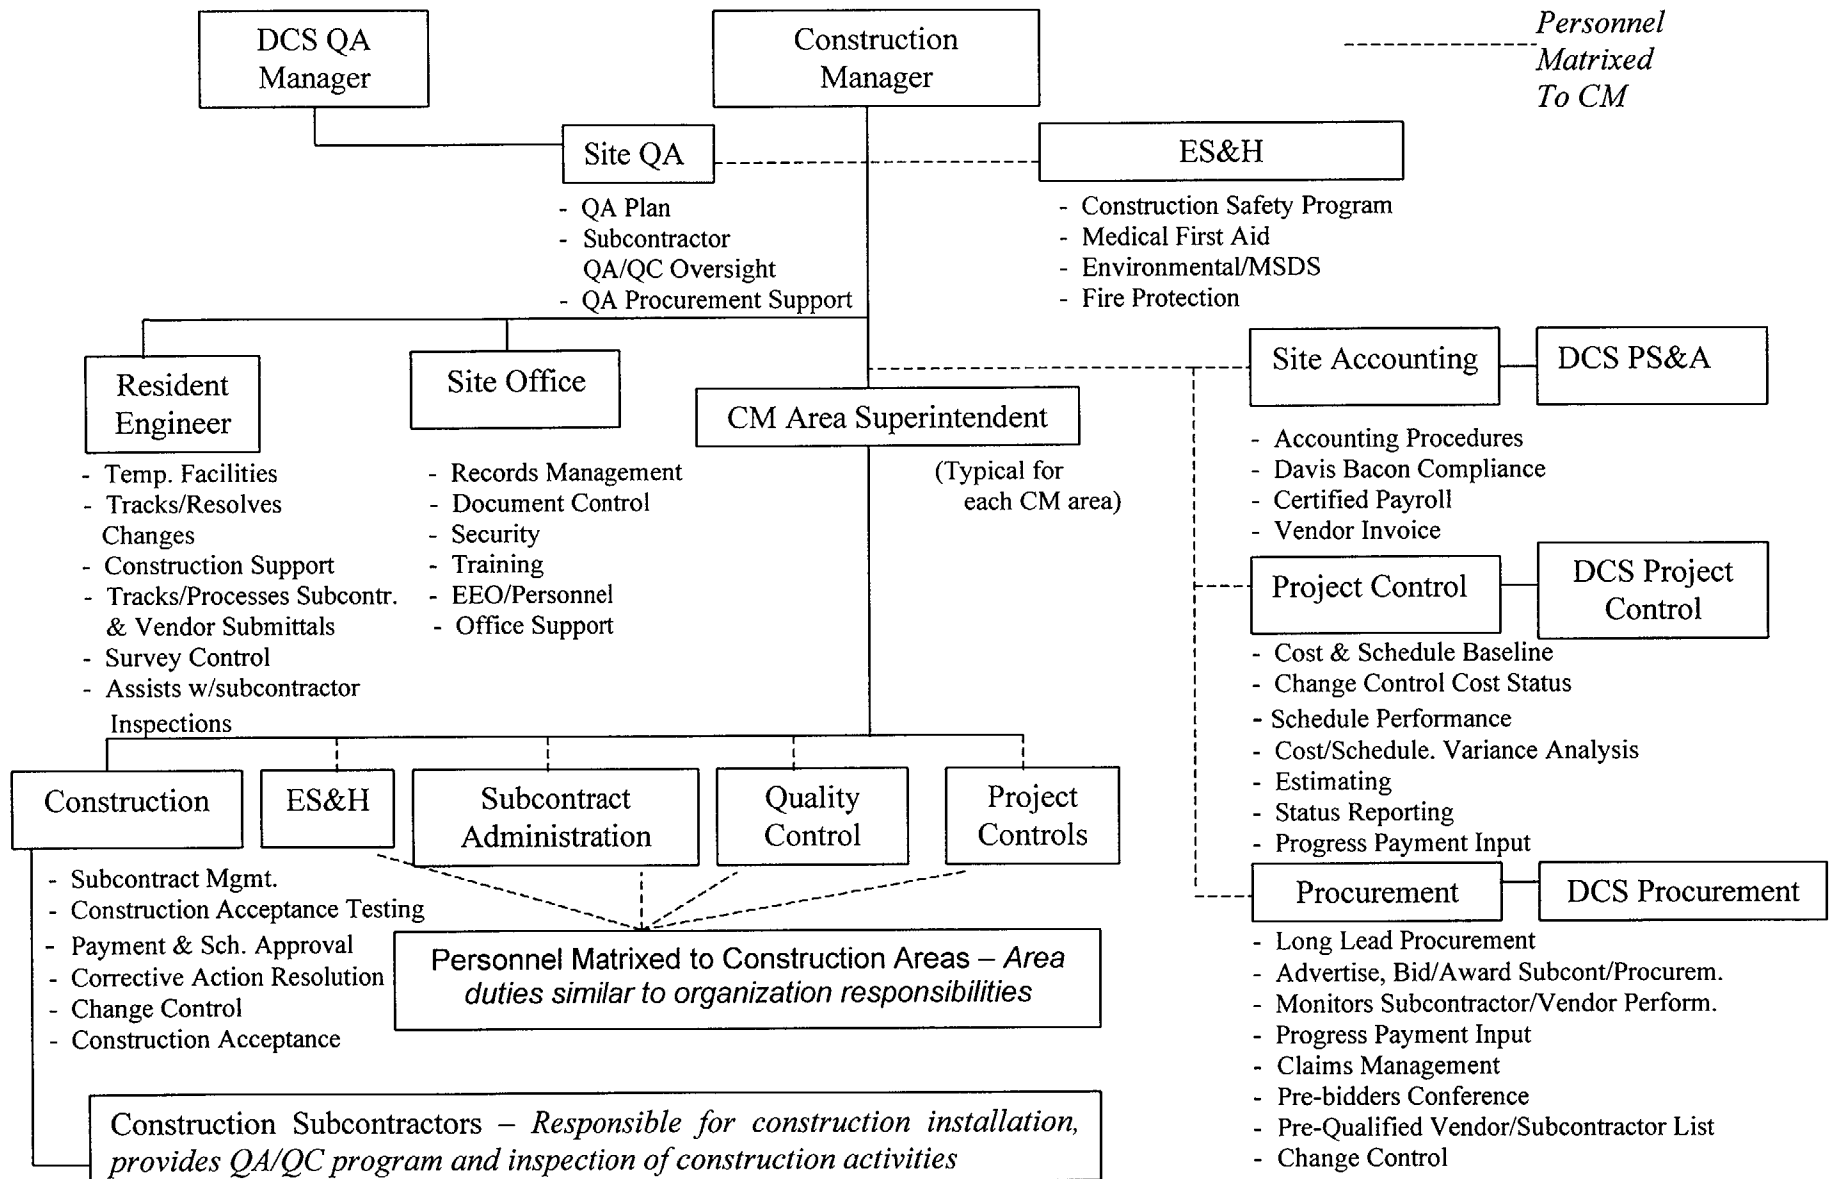 DCS QA
Manager
Construction
Manager
Personnel
Matrixed
To CM
Site QA
- QA Plan
- Subcontractor
QA/QC Oversight
- QA Procurement Support
ES&H
- Construction Safety Program
- Medical First Aid
- Environmental/MSDS
- Fire Protection
Resident
Engineer
- Temp. Facilities
- Tracks/Resolves
Changes
- Construction Support
- Tracks/Processes Subcontr.
& Vendor Submittals
- Survey Control
- Assists w/subcontractor
Inspections
Site Office
- Records Management
- Document Control
- Security
- Training
- EEO/Personnel
- Office Support
CM Area Superintendent
(Typical for
each CM area)
Site Accounting
DCS PS&A
- Accounting Procedures
- Davis Bacon Compliance
- Certified Payroll
- Vendor Invoice
Project Control
DCS Project
Control
- Cost & Schedule Baseline
- Change Control Cost Status
- Schedule Performance
- Cost/Schedule. Variance Analysis
- Estimating
- Status Reporting
- Progress Payment Input
Procurement
DCS Procurement
- Long Lead Procurement
- Advertise, Bid/Award Subcont/Procurem.
- Monitors Subcontractor/Vendor Perform.
- Progress Payment Input
- Claims Management
- Pre-bidders Conference
- Pre-Qualified Vendor/Subcontractor List
- Change Control
Construction
ES&H
Subcontract
Administration
Quality
Control
Project
Controls
- Subcontract Mgmt.
- Construction Acceptance Testing
- Payment & Sch. Approval
- Corrective Action Resolution
- Change Control
- Construction Acceptance
Personnel Matrixed to Construction Areas – Area
duties similar to organization responsibilities
Construction Subcontractors – Responsible for construction installation,
provides QA/QC program and inspection of construction activities